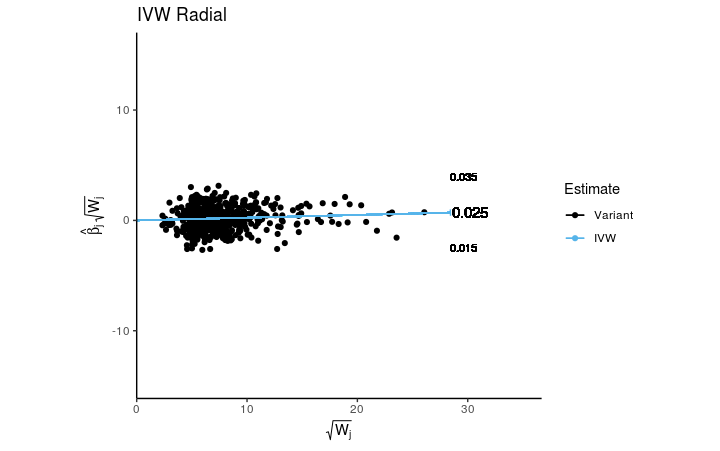 IVW Radial
10
0
-10
β̂ⱼ√Wⱼ
0.035
0.025
0.015
0
10
20
30
√Wⱼ
Estimate
Variant
IVW